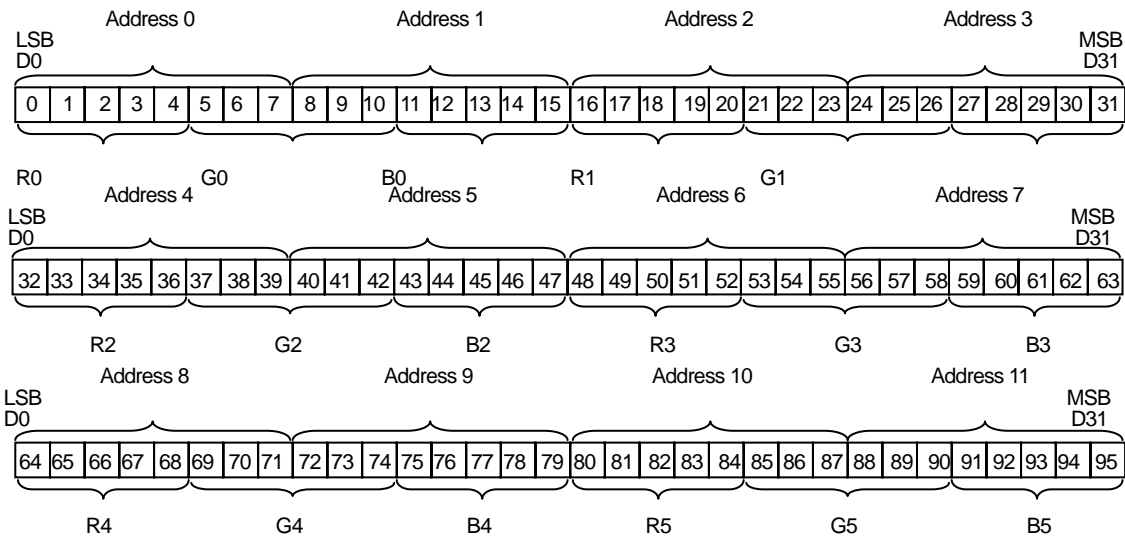 Address 0 Address 1 Address 2 Address 3
LSB MSB
D0 D31
0 1 2 3 4 5 6 7 8 9 10 11 12 13 14 15 16 17 18 19 20 21 22 23 24 25 26 27 28 29 30 31
R0 G0 B0 R1 G1
Address 4 Address 5 Address 6 Address 7
LSB MSB
D0 D31
32 33 34 35 36 37 38 39 40 41 42 43 44 45 46 47 48 49 50 51 52 53 54 55 56 57 58 59 60 61 62 63
R2 G2 B2 R3 G3 B3
Address 8 Address 9 Address 10 Address 11
LSB MSB
D0 D31
64 65 66 67 68 69 70 71 72 73 74 75 76 77 78 79 80 81 82 83 84 85 86 87 88 89 90 91 92 93 94 95
R4 G4 B4 R5 G5 B5